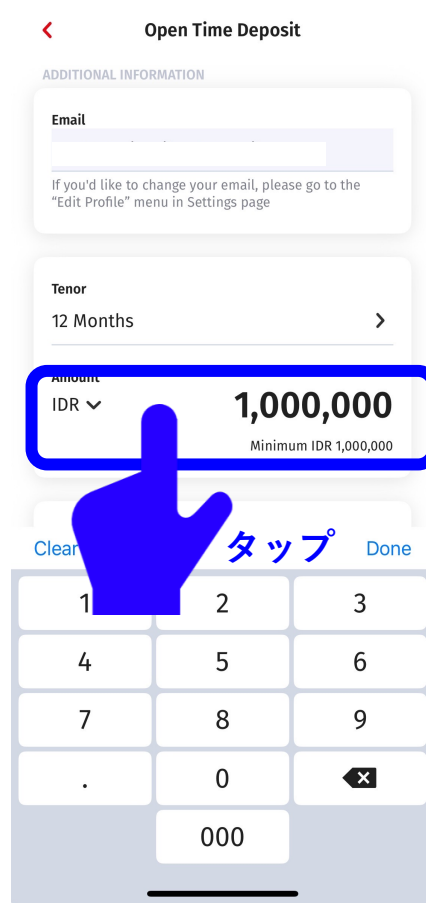 Open Time Deposit
ADDITIONAL INFORMATION
Email
If you'd like to change your email, please go to the
“Edit Profile” menu in Settings page
Tenor
12 Months
Amount
IDR 1,000,000
Minimum IDR 1,000,000
Clear タップ Done
1 2 3
4 5 6
7 8 9
. 0
000